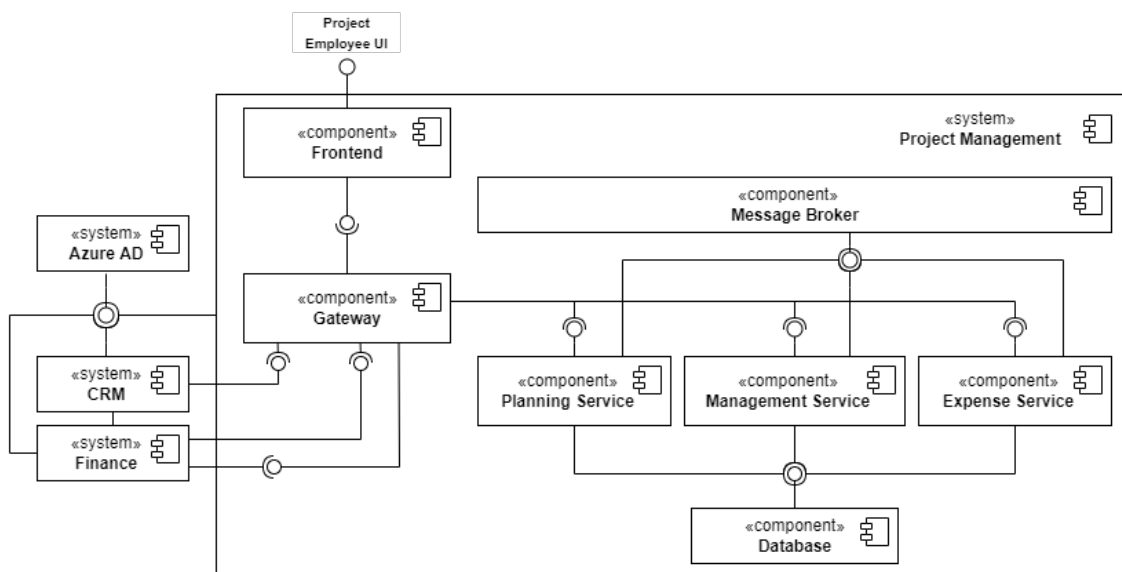 Project
Employee UI
«component»
Frontend
«system»
Project Management
«component»
Message Broker
«system»
Azure AD
«component»
Gateway
«system»
CRM
«component»
Planning Service
«component»
Management Service
«component»
Expense Service
«system»
Finance
«component»
Database